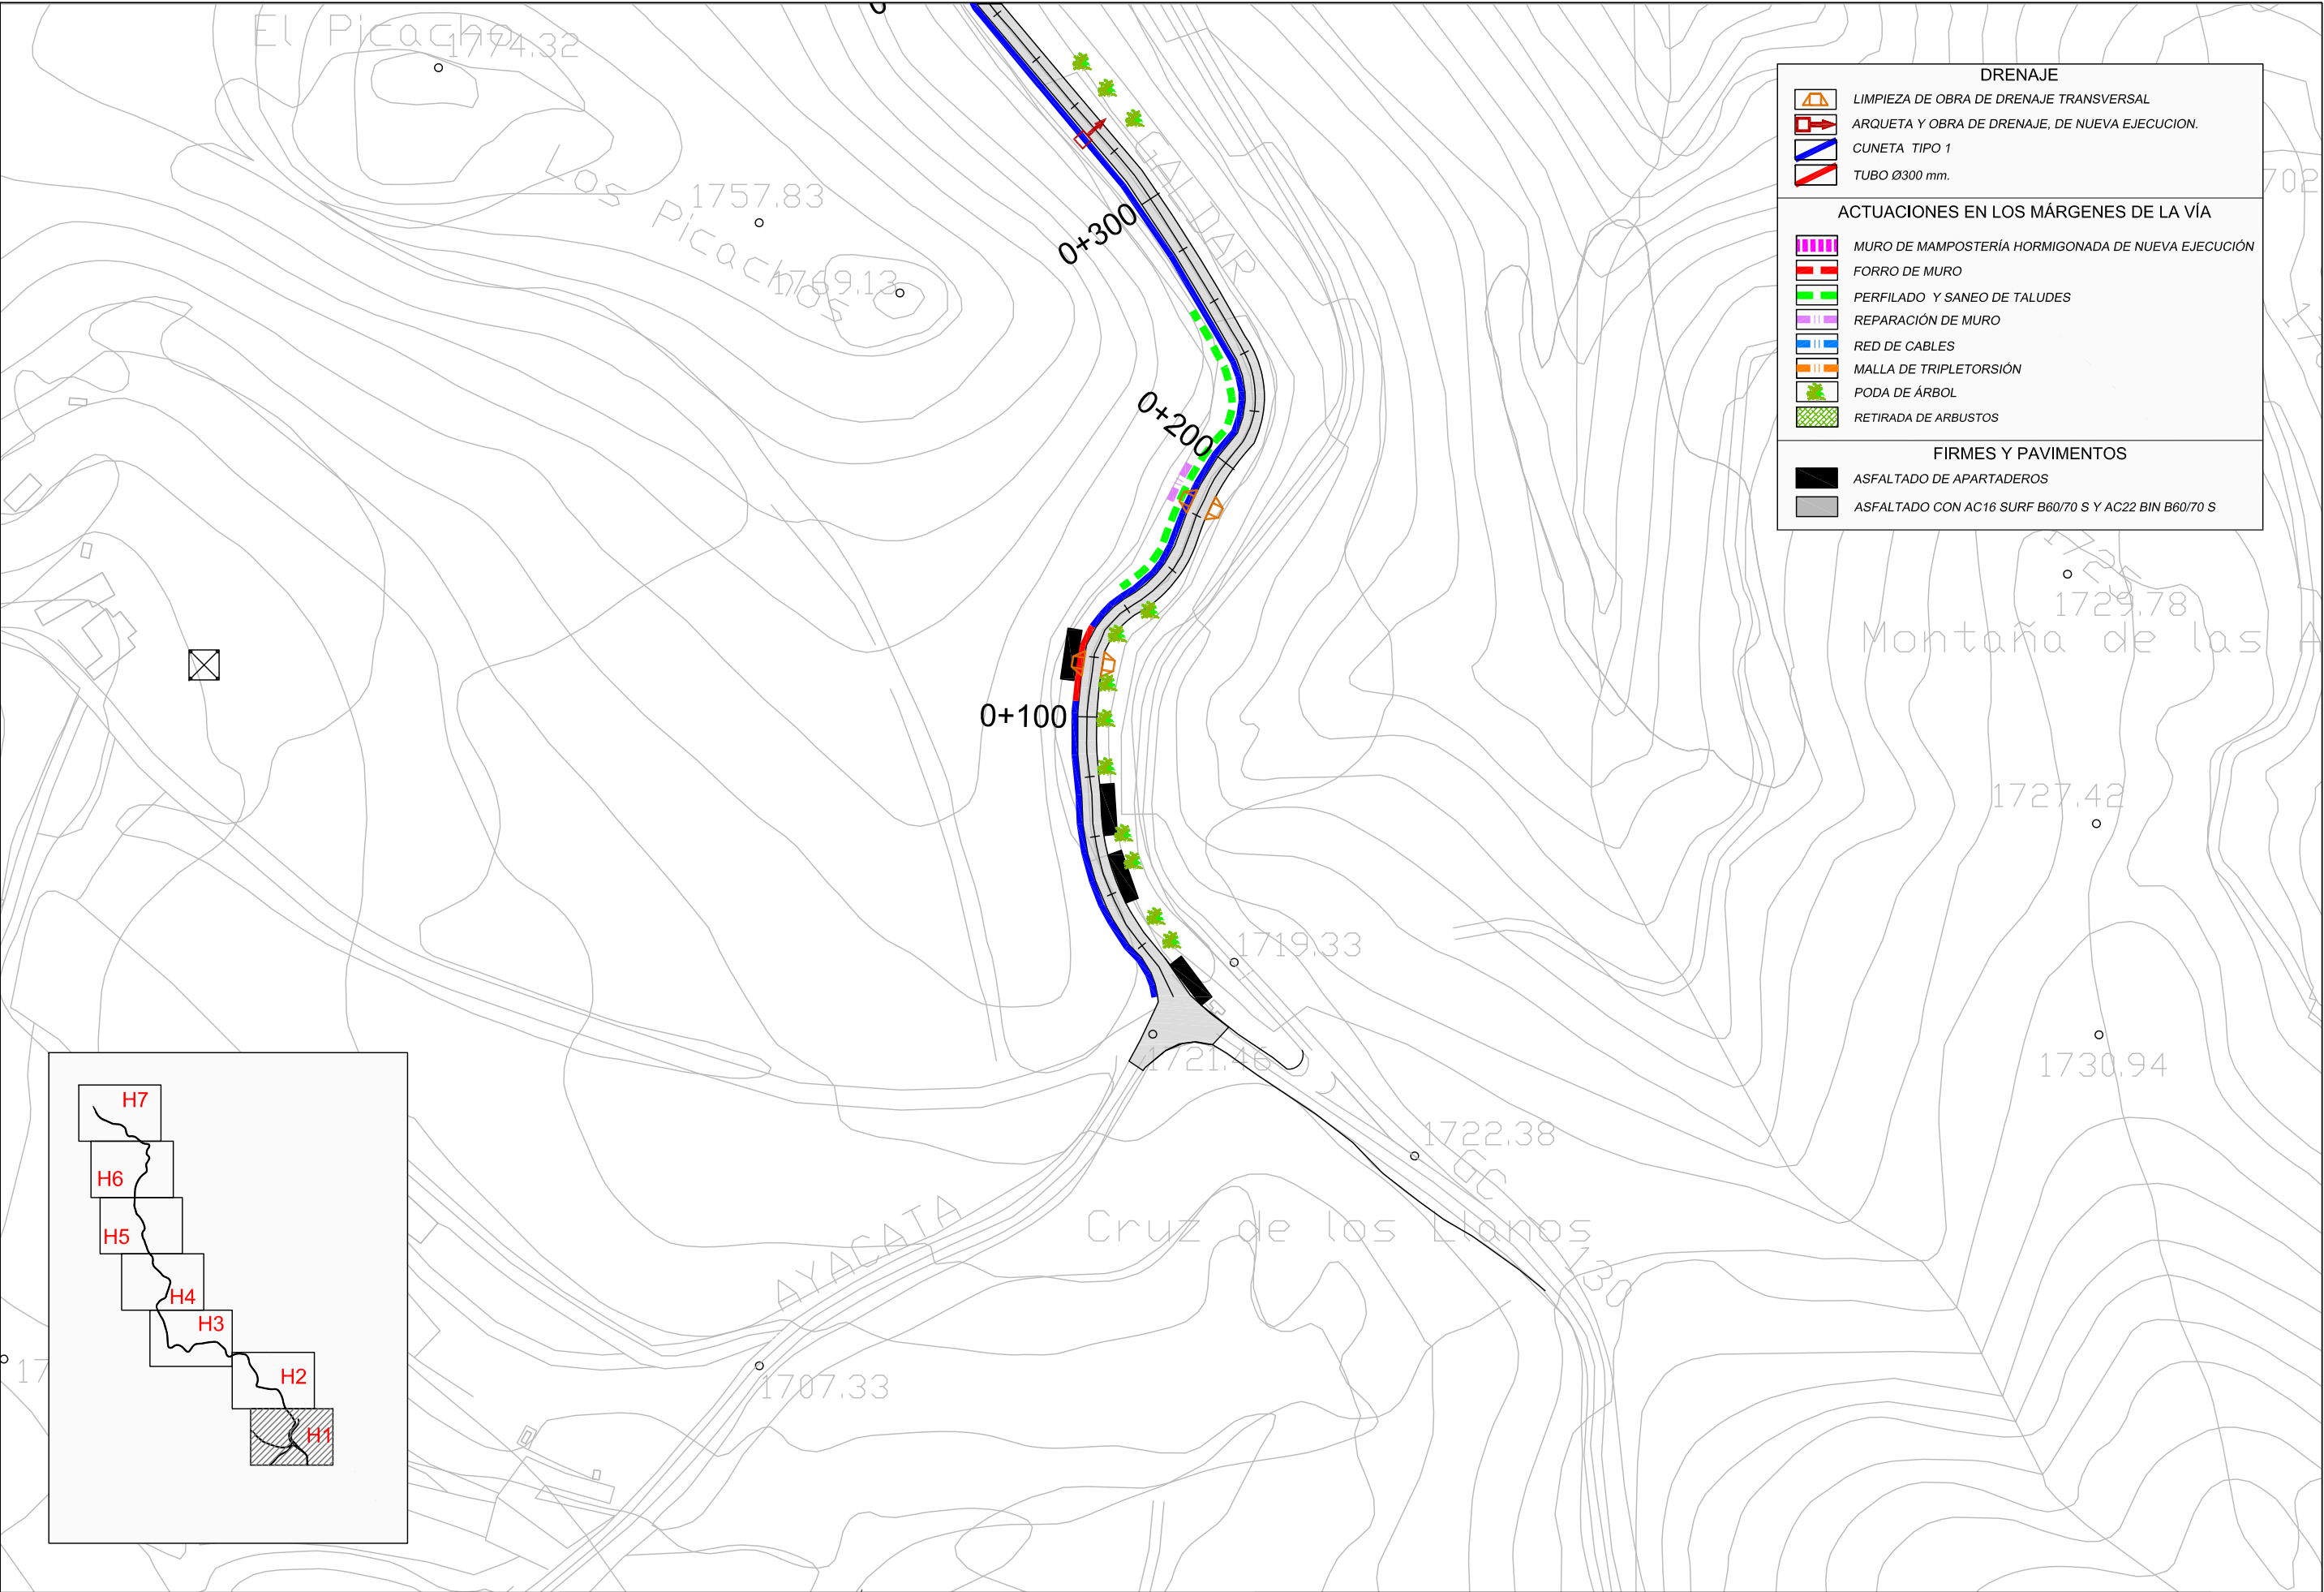 El Picacho
1774.32
Los Picachos
1757.83
1769.13
GALDAR
0+300
0+200
0+100
DRENAJE
LIMPIEZA DE OBRA DE DRENAJE TRANSVERSAL
ARQUETA Y OBRA DE DRENAJE, DE NUEVA EJECUCION.
CUNETA TIPO 1
TUBO Ø300 mm.
ACTUACIONES EN LOS MÁRGENES DE LA VÍA
MURO DE MAMPOSTERÍA HORMIGONADA DE NUEVA EJECUCIÓN
FORRO DE MURO
PERFILADO Y SANEO DE TALUDES
REPARACIÓN DE MURO
RED DE CABLES
MALLA DE TRIPLETORSIÓN
PODA DE ÁRBOL
RETIRADA DE ARBUSTOS
FIRMES Y PAVIMENTOS
ASFALTADO DE APARTADEROS
ASFALTADO CON AC16 SURF B60/70 S Y AC22 BIN B60/70 S
1729.78
Montaña de las
1727.42
1719.33
1721.46
1730.94
1722.38
GC
130
Cruz de los Llanos
AYACATA
1707.33
H7
H6
H5
H4
H3
H2
H1